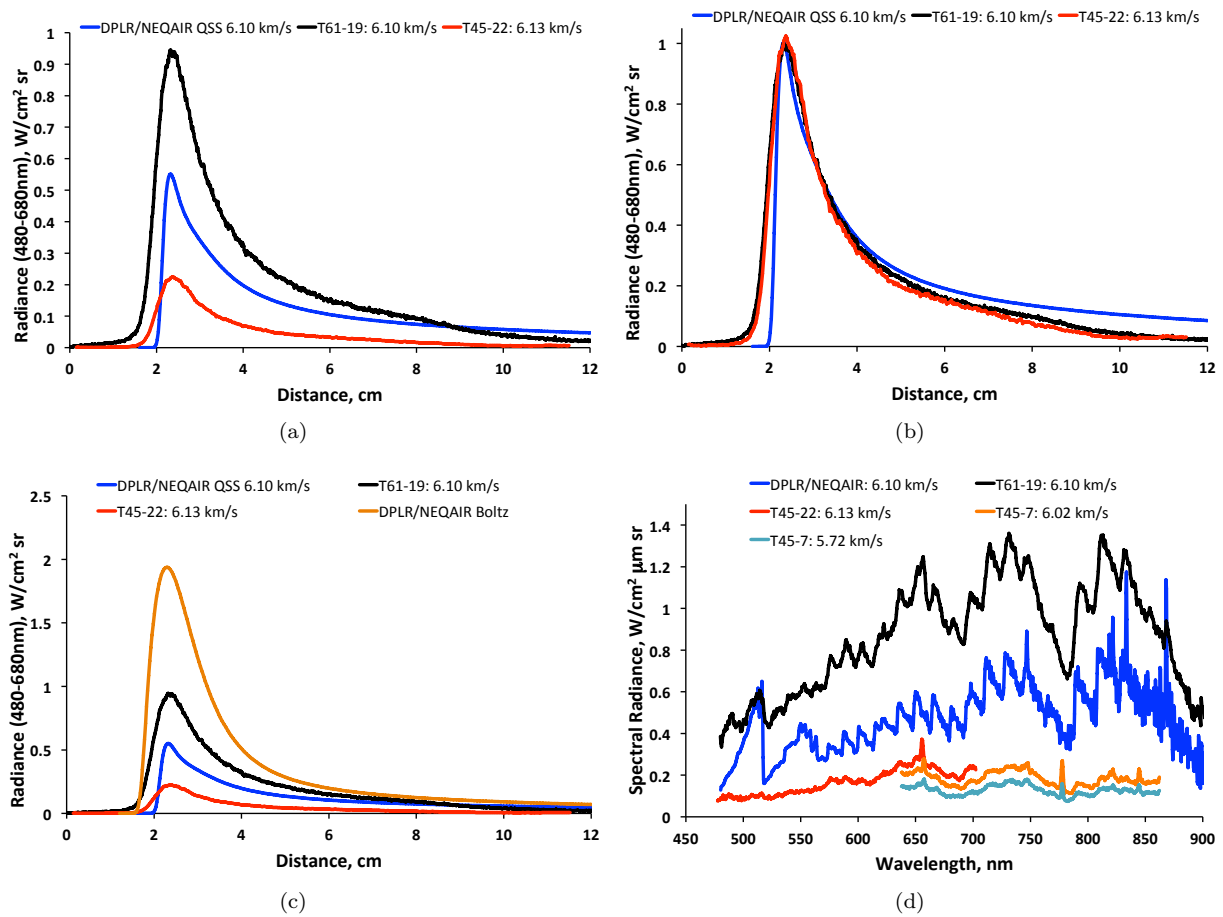 DPLR/NEQAIR QSS 6.10 km/s T61-19: 6.10 km/s T45-22: 6.13 km/s
Radiance (480-680nm), W/cm² sr
1
0.9
0.8
0.7
0.6
0.5
0.4
0.3
0.2
0.1
0
0 2 4 6 8 10 12
Distance, cm
(a)
DPLR/NEQAIR QSS 6.10 km/s T61-19: 6.10 km/s T45-22: 6.13 km/s
Radiance (480-680nm), W/cm² sr
1
0.8
0.6
0.4
0.2
0
0 2 4 6 8 10 12
Distance, cm
(b)
DPLR/NEQAIR QSS 6.10 km/s T61-19: 6.10 km/s
T45-22: 6.13 km/s DPLR/NEQAIR Boltz
Radiance (480-680nm), W/cm² sr
2.5
2
1.5
1
0.5
0
0 2 4 6 8 10 12
Distance, cm
(c)
DPLR/NEQAIR: 6.10 km/s T61-19: 6.10 km/s
T45-22: 6.13 km/s T45-7: 6.02 km/s
T45-7: 5.72 km/s
Spectral Radiance, W/cm² µm sr
1.4
1.2
1
0.8
0.6
0.4
0.2
0
450 500 550 600 650 700 750 800 850 900
Wavelength, nm
(d)